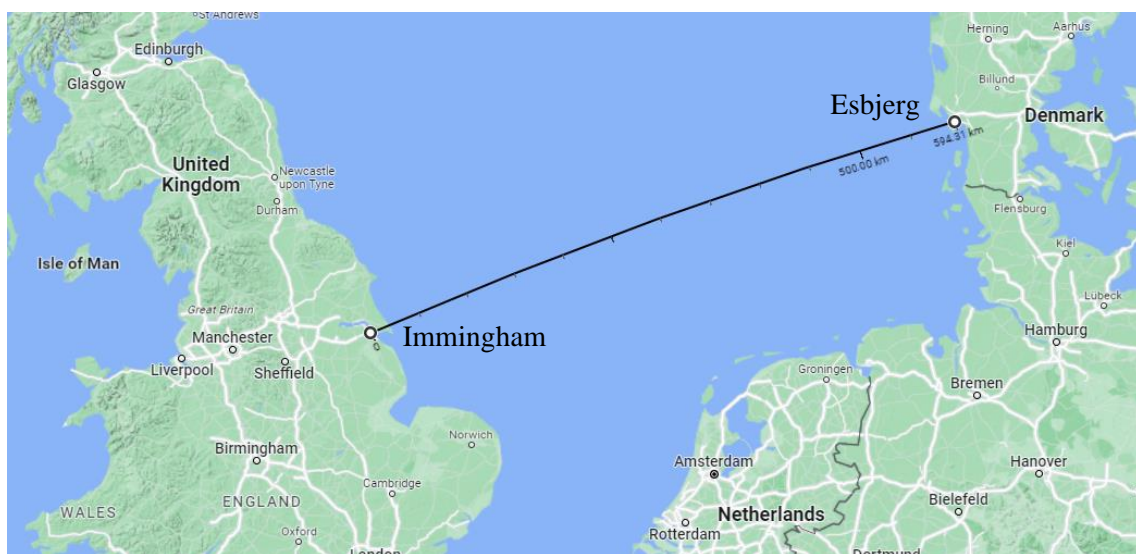 St Andrews
Edinburgh
Glasgow
Herning
Aarhus
Billund
Esbjerg
Denmark
594.31 km
500.00 km
United
Kingdom
Newcastle
upon Tyne
Durham
Flensburg
Kiel
Isle of Man
Lübeck
Great Britain
Immingham
0
Manchester
Liverpool
Sheffield
Hamburg
Groningen
Bremen
Norwich
Birmingham
Amsterdam
Hanover
Cambridge
ENGLAND
WALES
Bielefeld
Netherlands
Rotterdam
Oxford
London
Dortmund